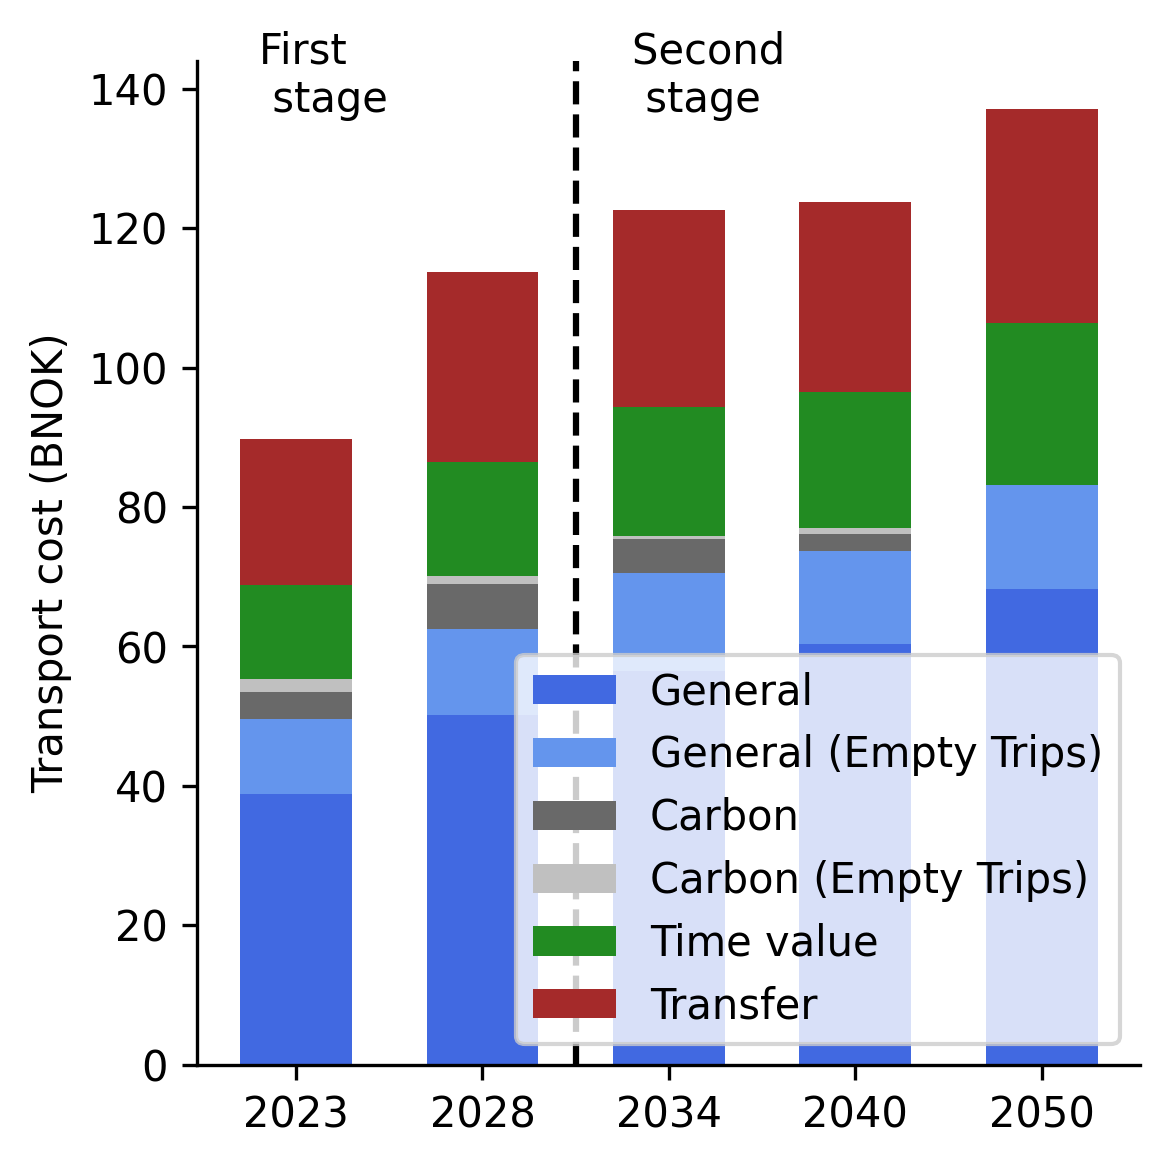 First
stage
Second
stage
Transport cost (BNOK)
140
120
100
80
60
40
20
0
General
General (Empty Trips)
Carbon
Carbon (Empty Trips)
Time value
Transfer
2023 2028 2034 2040 2050